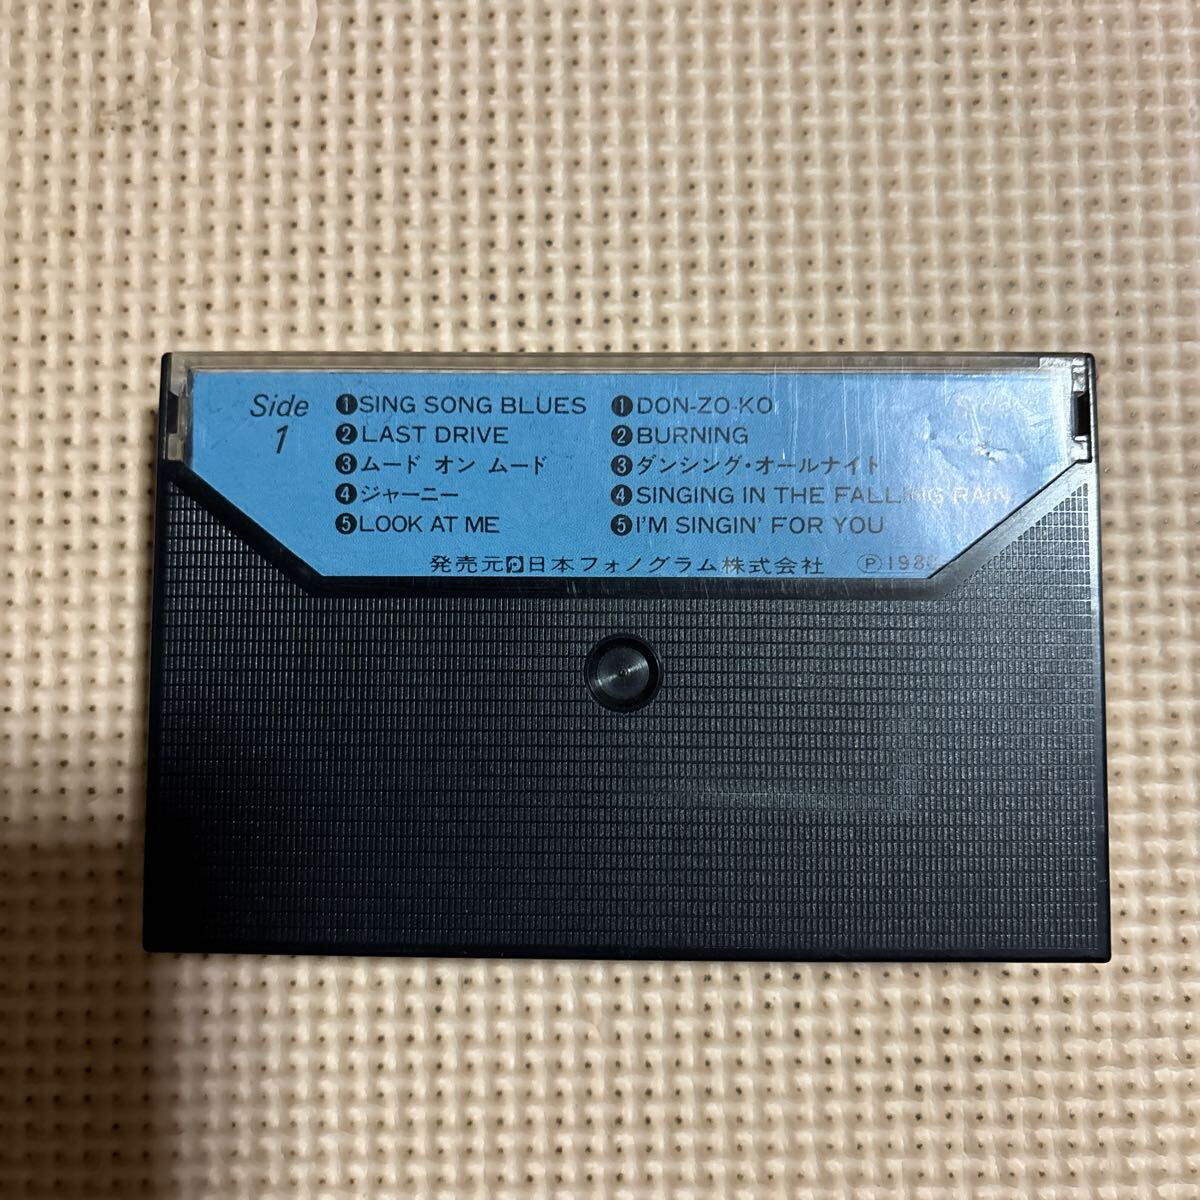 Side
1
❶SING SONG BLUES
❷LAST DRIVE
❸ムード オン ムード
❹ジャーニー
❺LOOK AT ME
❶DON-ZO-KO
❷BURNING
❸ダンシング・オールナイト
❹SINGING IN THE FALLING RAIN
❺I'M SINGIN' FOR YOU
発売元 日本フォノグラム株式会社 Ⓟ1980